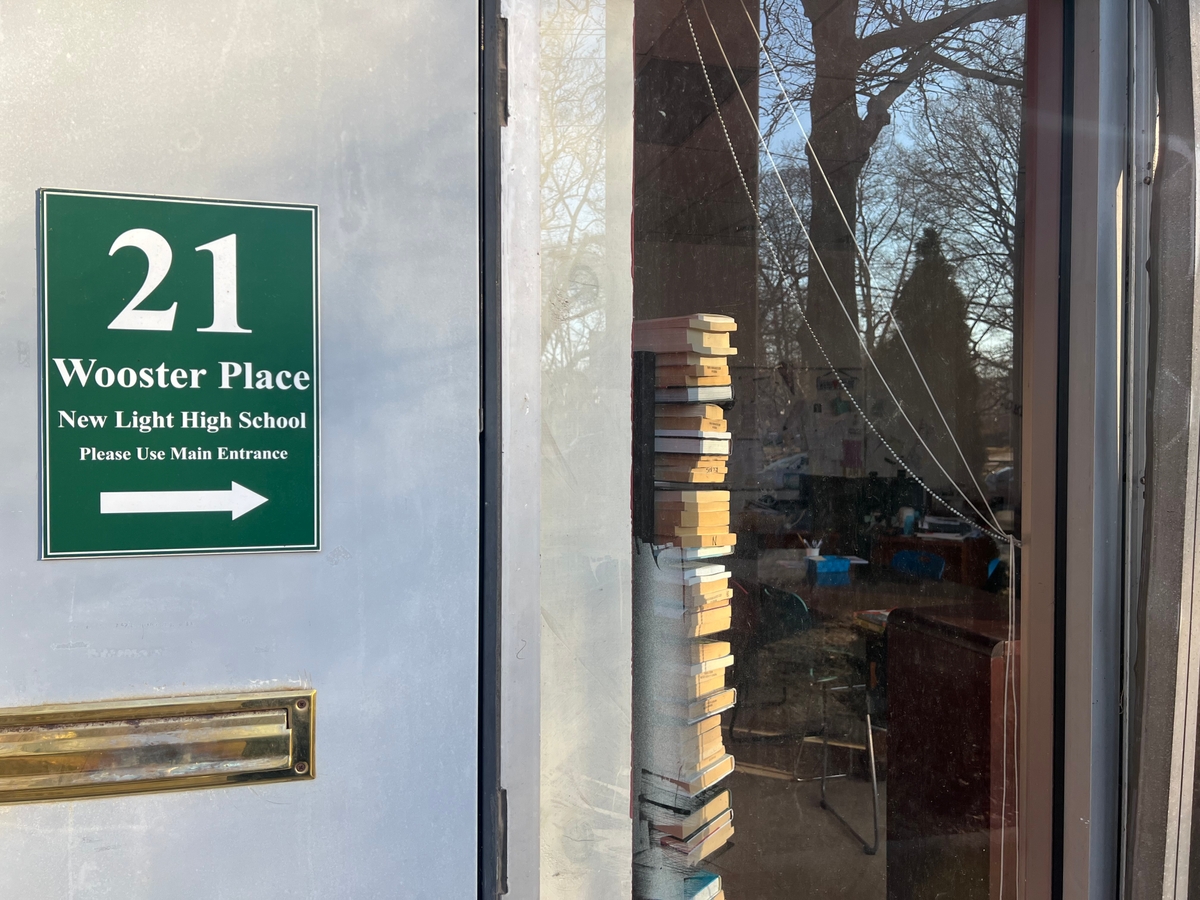 21
Wooster Place
New Light High School
Please Use Main Entrance